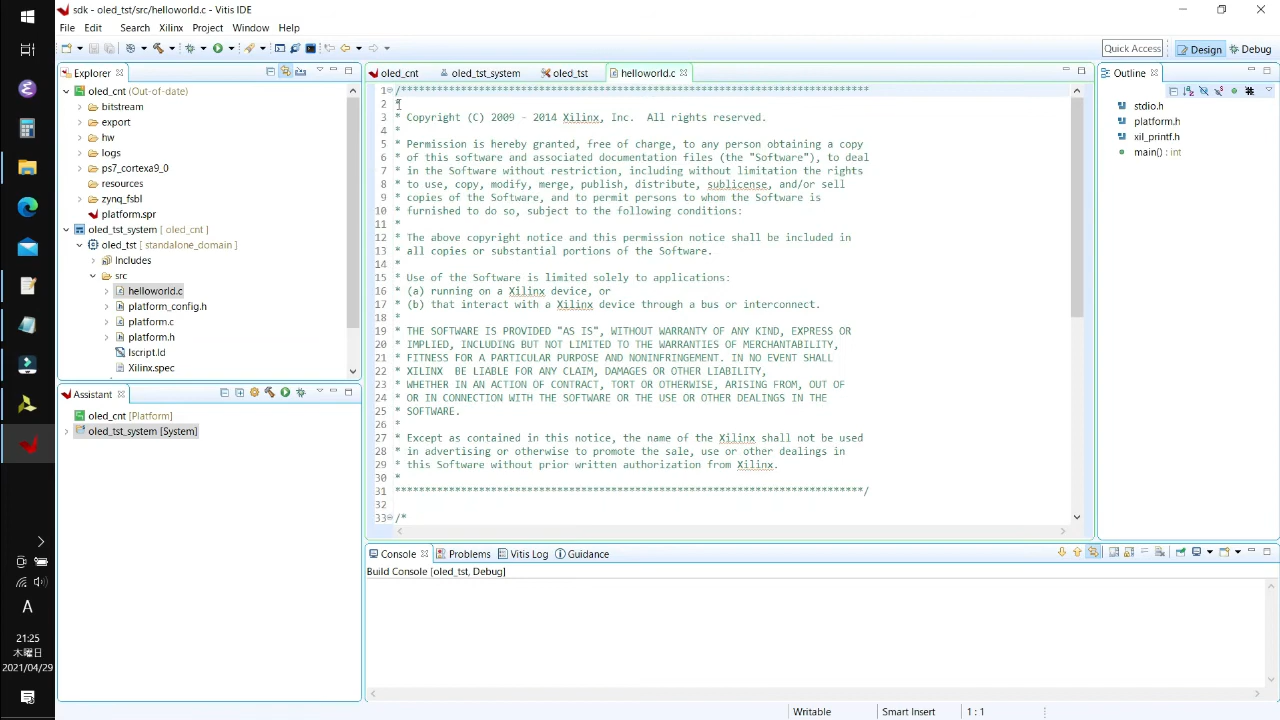 sdk - oled_tst/src/helloworld.c - Vitis IDE
File Edit Search Xilinx Project Window Help
Quick Access
Design
Debug
Explorer
oled_cnt (Out-of-date)
bitstream
export
hw
logs
ps7_cortexa9_0
resources
zynq_fsbl
platform.spr
oled_tst_system [ oled_cnt ]
oled_tst [ standalone_domain ]
Includes
src
helloworld.c
platform_config.h
platform.c
platform.h
lscript.ld
Xilinx.spec
Assistant
oled_cnt [Platform]
oled_tst_system [System]
oled_cnt
oled_tst_system
oled_tst
helloworld.c
1 /******************************************************************************
2 *
3 * Copyright (C) 2009 - 2014 Xilinx, Inc.  All rights reserved.
4 *
5 * Permission is hereby granted, free of charge, to any person obtaining a copy
6 * of this software and associated documentation files (the "Software"), to deal
7 * in the Software without restriction, including without limitation the rights
8 * to use, copy, modify, merge, publish, distribute, sublicense, and/or sell
9 * copies of the Software, and to permit persons to whom the Software is
10 * furnished to do so, subject to the following conditions:
11 *
12 * The above copyright notice and this permission notice shall be included in
13 * all copies or substantial portions of the Software.
14 *
15 * Use of the Software is limited solely to applications:
16 * (a) running on a Xilinx device, or
17 * (b) that interact with a Xilinx device through a bus or interconnect.
18 *
19 * THE SOFTWARE IS PROVIDED "AS IS", WITHOUT WARRANTY OF ANY KIND, EXPRESS OR
20 * IMPLIED, INCLUDING BUT NOT LIMITED TO THE WARRANTIES OF MERCHANTABILITY,
21 * FITNESS FOR A PARTICULAR PURPOSE AND NONINFRINGEMENT. IN NO EVENT SHALL
22 * XILINX  BE LIABLE FOR ANY CLAIM, DAMAGES OR OTHER LIABILITY,
23 * WHETHER IN AN ACTION OF CONTRACT, TORT OR OTHERWISE, ARISING FROM, OUT OF
24 * OR IN CONNECTION WITH THE SOFTWARE OR THE USE OR OTHER DEALINGS IN THE
25 * SOFTWARE.
26 *
27 * Except as contained in this notice, the name of the Xilinx shall not be used
28 * in advertising or otherwise to promote the sale, use or other dealings in
29 * this Software without prior written authorization from Xilinx.
30 *
31 ******************************************************************************/
32
33 /*
Outline
stdio.h
platform.h
xil_printf.h
main() : int
Console
Problems
Vitis Log
Guidance
Build Console [oled_tst, Debug]
Writable
Smart Insert
1 : 1
A
21:25
木曜日
2021/04/29